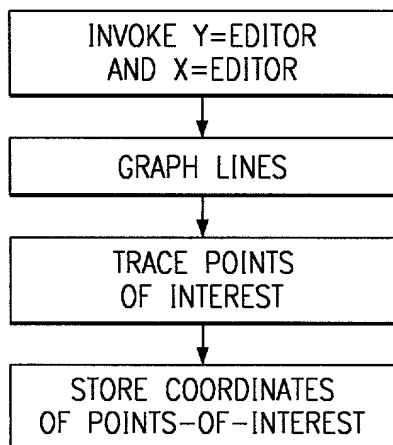 INVOKE Y=EDITOR
AND X=EDITOR
GRAPH LINES
TRACE POINTS
OF INTEREST
STORE COORDINATES
OF POINTS-OF-INTEREST